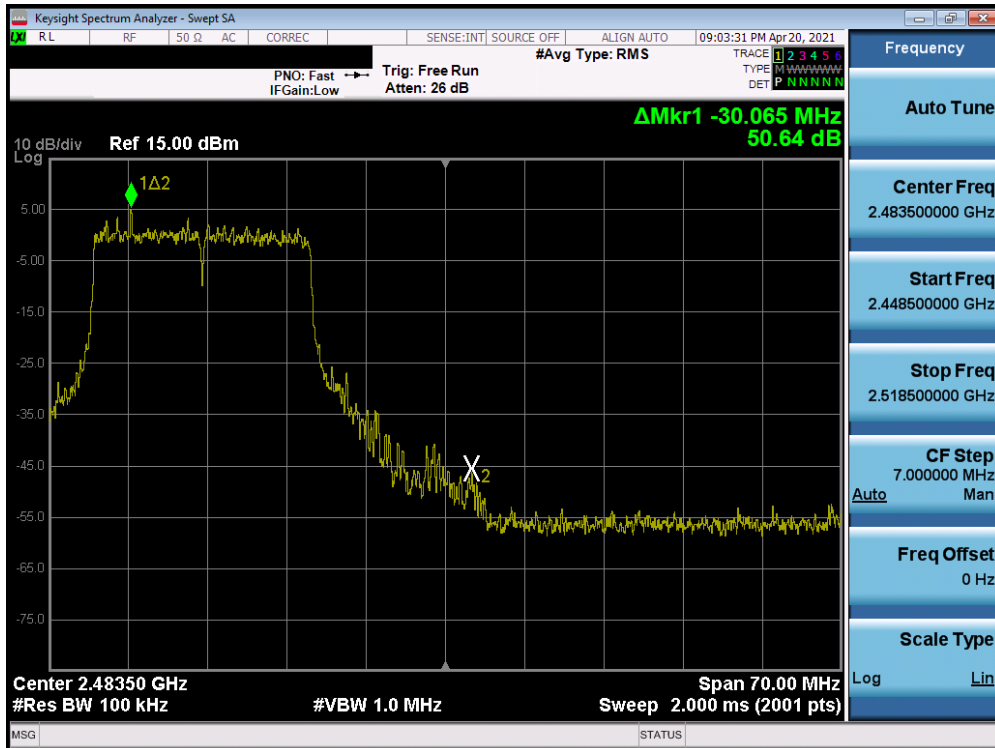 Keysight Spectrum Analyzer - Swept SA
LXI RL RF 50 Ω AC CORREC SENSE:INT SOURCE OFF ALIGN AUTO 09:03:31 PM Apr 20, 2021
#Avg Type: RMS
TRACE 1 2 3 4 5 6
PNO: Fast Trig: Free Run
TYPE M W W W W W
IFGain:Low Atten: 26 dB
DET P N N N N N
ΔMkr1 -30.065 MHz
50.64 dB
10 dB/div Ref 15.00 dBm
Log
1Δ2
5.00
-5.00
-15.0
-25.0
-35.0
-45.0
2
-55.0
-65.0
-75.0
Center 2.48350 GHz Span 70.00 MHz
#Res BW 100 kHz #VBW 1.0 MHz Sweep 2.000 ms (2001 pts)
MSG STATUS
Frequency
Auto Tune
Center Freq
2.483500000 GHz
Start Freq
2.448500000 GHz
Stop Freq
2.518500000 GHz
CF Step
7.000000 MHz
Auto Man
Freq Offset
0 Hz
Scale Type
Log Lin